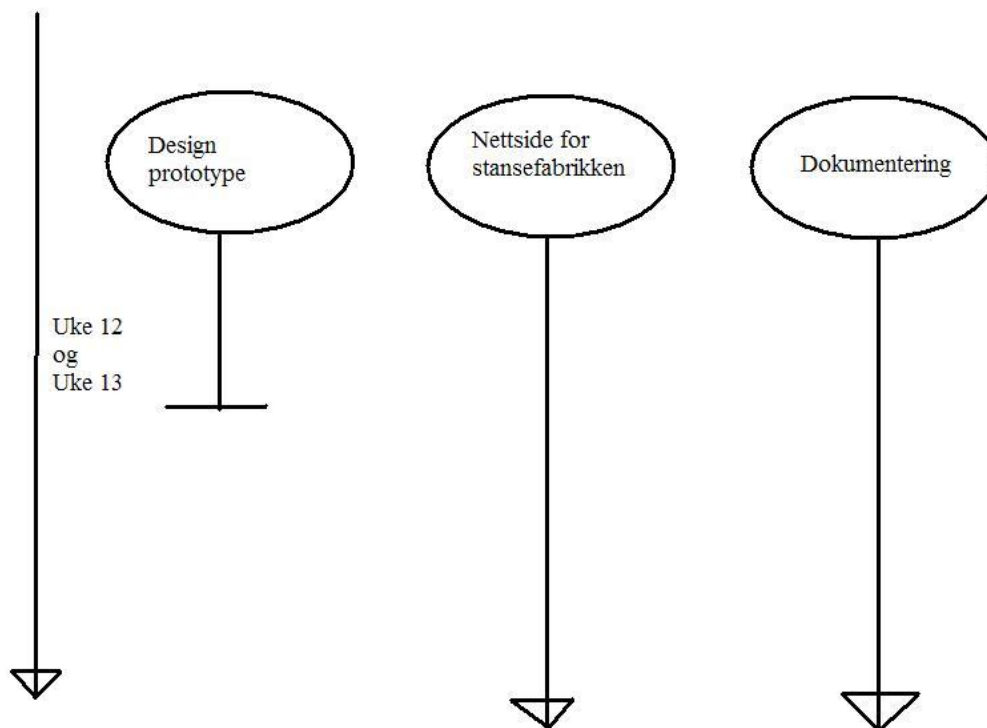 Design
prototype
Nettside for
stansefabrikken
Dokumentering
Uke 12
og
Uke 13